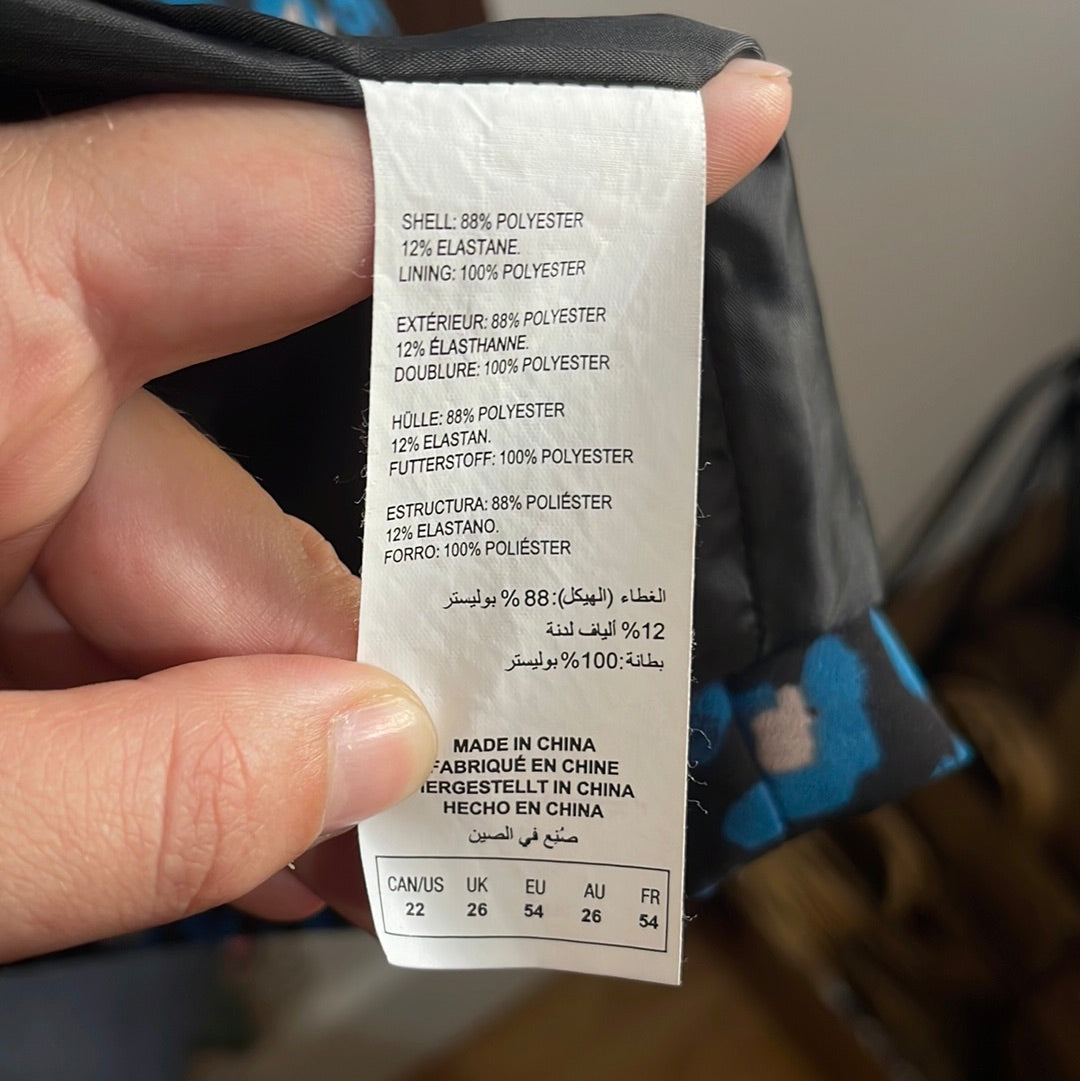 SHELL: 88% POLYESTER
12% ELASTANE.
LINING: 100% POLYESTER
EXTÉRIEUR: 88% POLYESTER
12% ÉLASTHANNE.
DOUBLURE: 100% POLYESTER
HÜLLE: 88% POLYESTER
12% ELASTAN.
FUTTERSTOFF: 100% POLYESTER
ESTRUCTURA: 88% POLIÉSTER
12% ELASTANO.
FORRO: 100% POLIÉSTER
الغطاء (الهيكل):88 % بوليستر
12% ألياف لدنة
بطانة:100% بوليستر
MADE IN CHINA
FABRIQUÉ EN CHINE
IN CHINA
HECHO EN CHINA
صُنِع في الصين
CAN/US UK EU AU FR
22 26 54 26 54